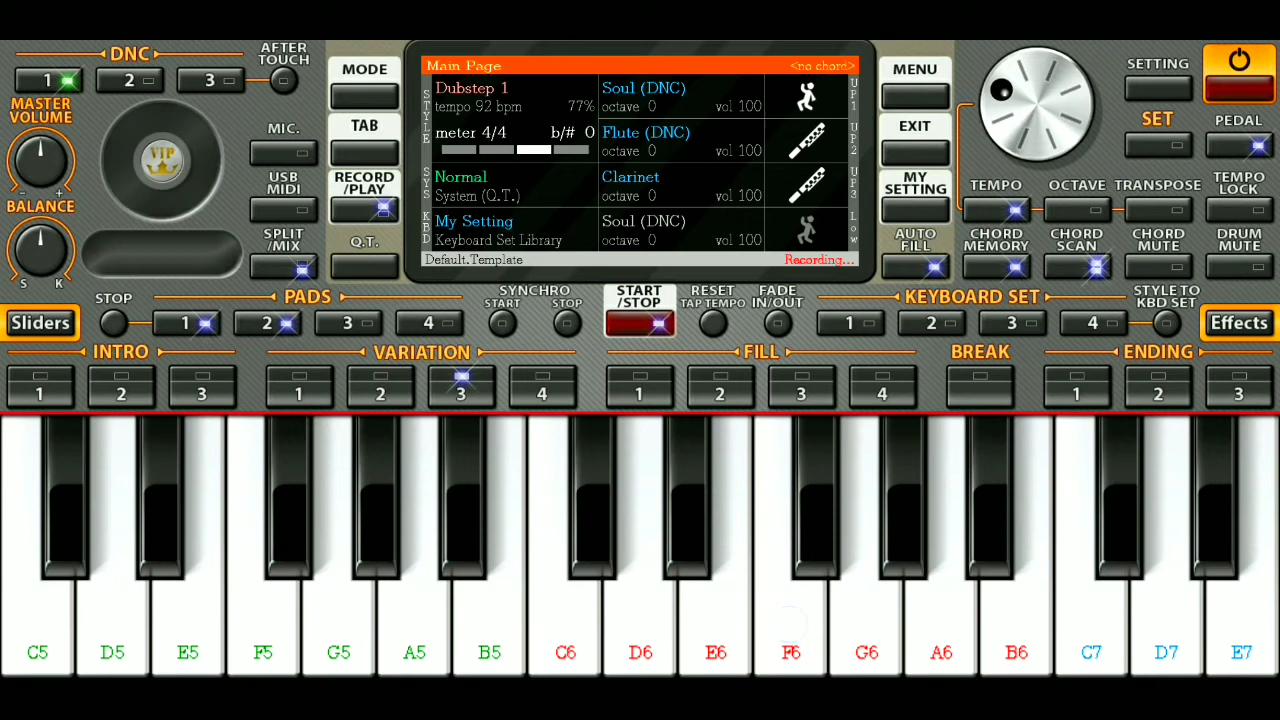 DNC
1
2
3
AFTER
TOUCH
MASTER
VOLUME
- +
BALANCE
S K
VIP
MIC.
USB
MIDI
SPLIT
/MIX
MODE
TAB
RECORD
/PLAY
Q.T.
Main Page <no chord>
STYLE
Dubstep 1
tempo 92 bpm 77%
meter 4/4 b/# 0
SYS
Normal
System (Q.T.)
KBD
My Setting
Keyboard Set Library
Soul (DNC)
octave 0 vol 100
UP1
Flute (DNC)
octave 0 vol 100
UP2
Clarinet
octave 0 vol 100
UP3
Soul (DNC)
octave 0 vol 100
Low
Default.Template Recording...
MENU
EXIT
MY
SETTING
AUTO
FILL
SETTING
SET
PEDAL
TEMPO
OCTAVE
TRANSPOSE
TEMPO
LOCK
CHORD
MEMORY
CHORD
SCAN
CHORD
MUTE
DRUM
MUTE
Sliders
STOP
PADS
1
2
3
4
SYNCHRO
START
STOP
START
/STOP
RESET
TAP TEMPO
FADE
IN/OUT
KEYBOARD SET
1
2
3
4
STYLE TO
KBD SET
Effects
INTRO
1
2
3
VARIATION
1
2
3
4
FILL
1
2
3
4
BREAK
ENDING
1
2
3
C5 D5 E5 F5 G5 A5 B5 C6 D6 E6 F6 G6 A6 B6 C7 D7 E7